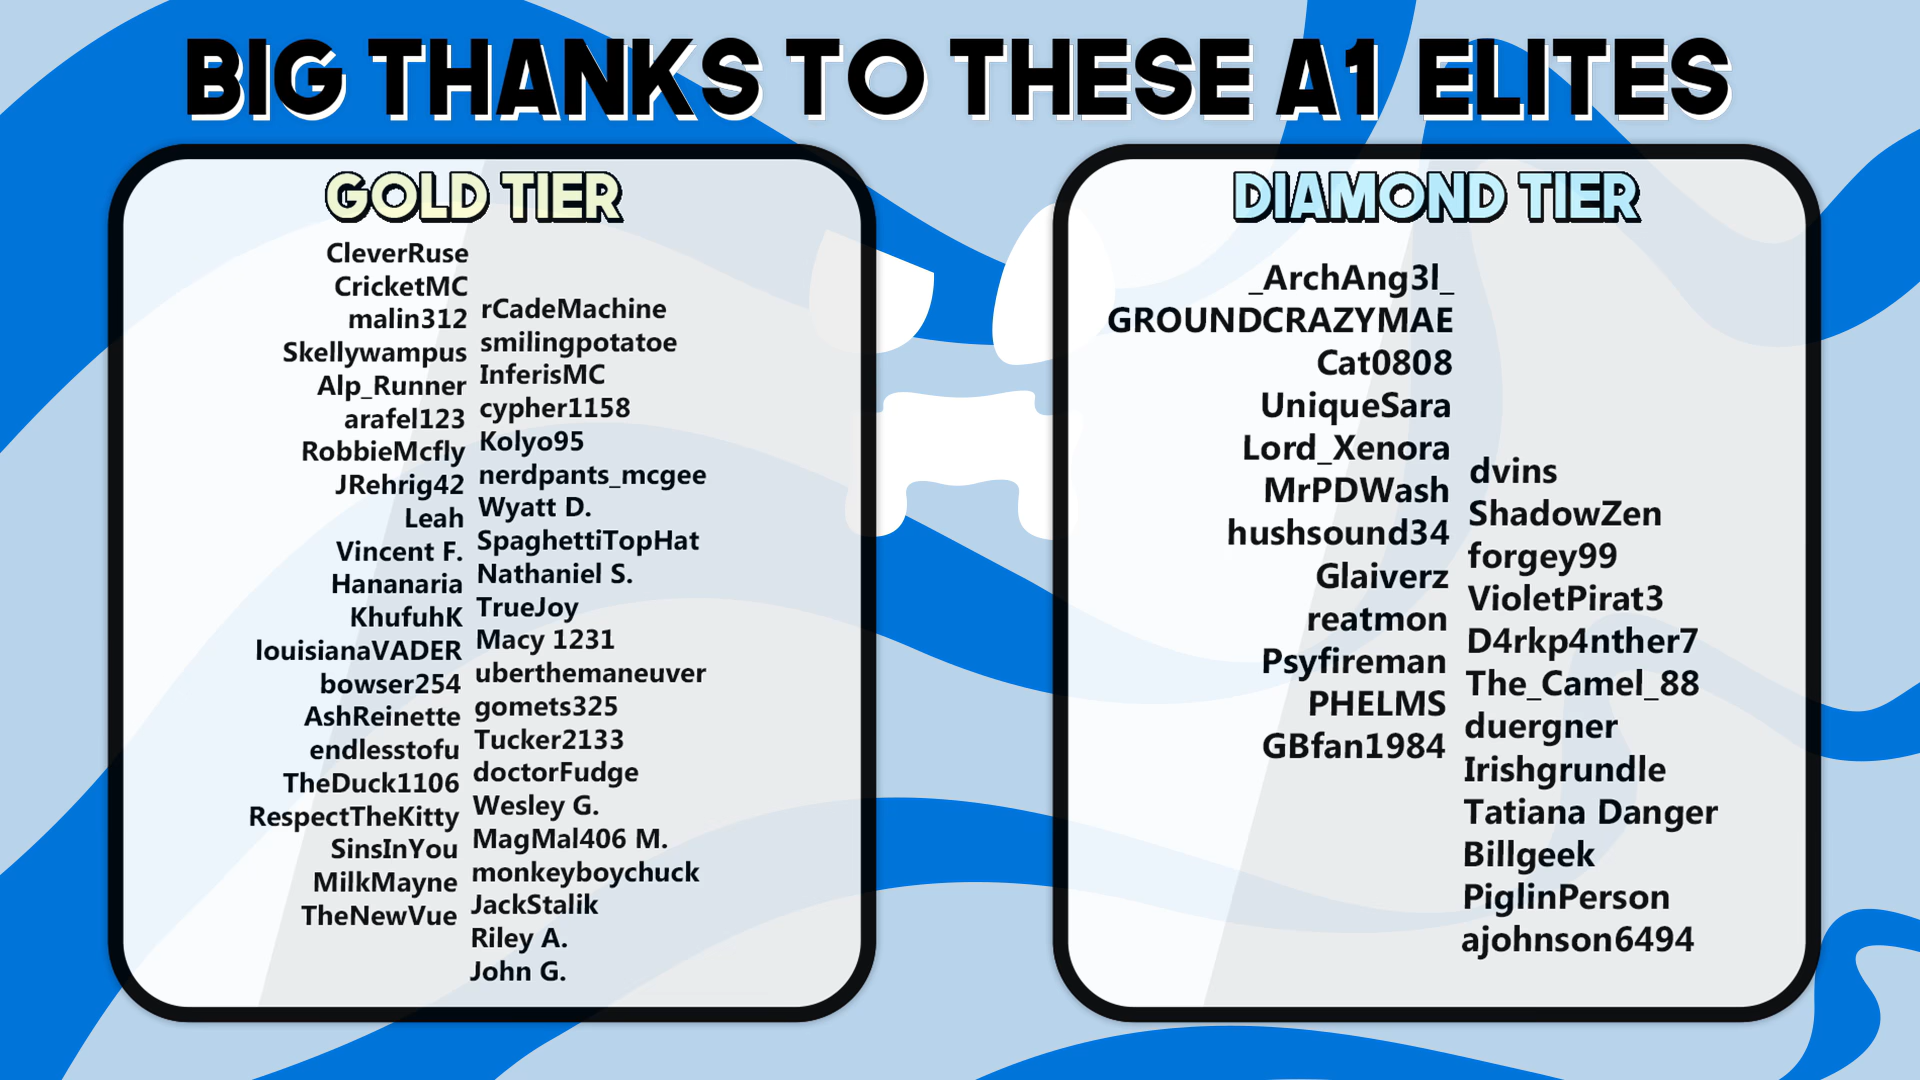 BIG THANKS TO THESE A1 ELITES
GOLD TIER
CleverRuse
CricketMC
malin312
Skellywampus
Alp_Runner
arafel123
RobbieMcfly
JRehrig42
Leah
Vincent F.
Hananaria
KhufuhK
louisianaVADER
bowser254
AshReinette
endlesstofu
TheDuck1106
RespectTheKitty
SinsInYou
MilkMayne
TheNewVue
rCadeMachine
smilingpotatoe
InferisMC
cypher1158
Kolyo95
nerdpants_mcgee
Wyatt D.
SpaghettiTopHat
Nathaniel S.
TrueJoy
Macy 1231
uberthemaneuver
gomets325
Tucker2133
doctorFudge
Wesley G.
MagMal406 M.
monkeyboychuck
JackStalik
Riley A.
John G.
DIAMOND TIER
_ArchAng3l_
GROUNDCRAZYMAE
Cat0808
UniqueSara
Lord_Xenora
MrPDWash
hushsound34
Glaiverz
reatmon
Psyfireman
PHELMS
GBfan1984
dvins
ShadowZen
forgey99
VioletPirat3
D4rkp4nther7
The_Camel_88
duergner
Irishgrundle
Tatiana Danger
Billgeek
PiglinPerson
ajohnson6494